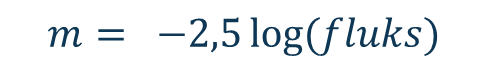 m = −2,5 log(fluks)